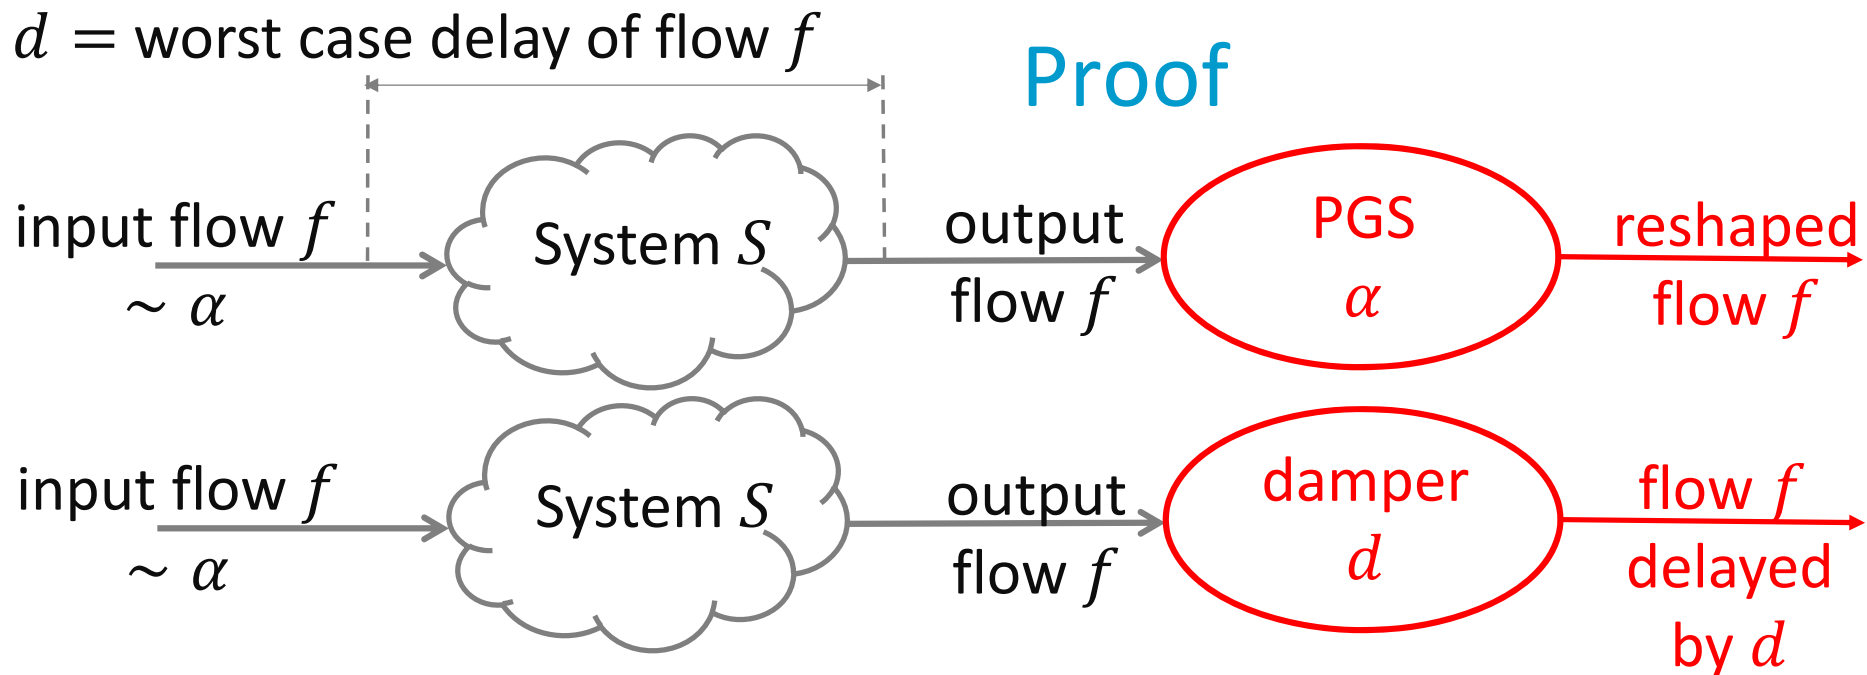 d = worst case delay of flow f
Proof
input flow f
~ α
System S
output
flow f
PGS
α
reshaped
flow f
input flow f
~ α
System S
output
flow f
damper
d
flow f
delayed
by d